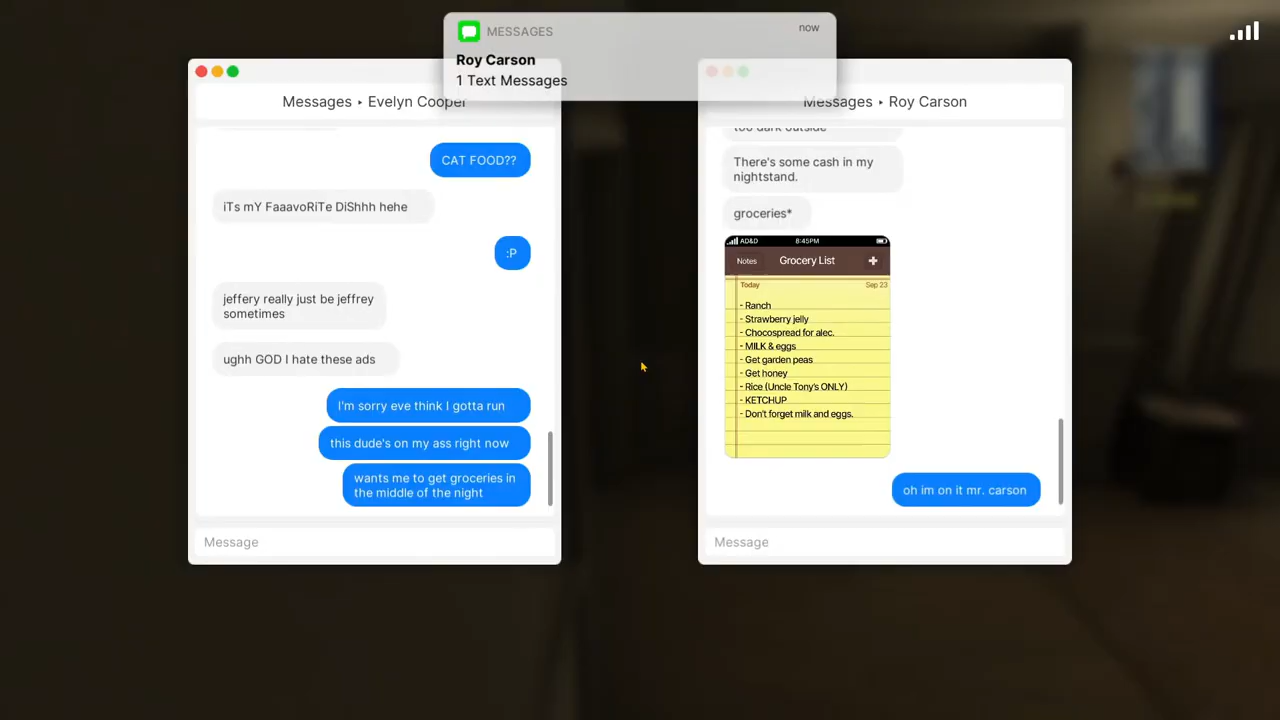 MESSAGES
now
Roy Carson
1 Text Messages
Messages ‣ Evelyn Cooper
CAT FOOD??
iTs mY FaaavoRiTe DiShhh hehe
:P
jeffery really just be jeffrey
sometimes
ughh GOD I hate these ads
I'm sorry eve think I gotta run
this dude's on my ass right now
wants me to get groceries in
the middle of the night
Message
Messages ‣ Roy Carson
too dark outside
There's some cash in my
nightstand.
groceries*
AD&D
8:45PM
Notes
Grocery List
+
Today
Sep 23
- Ranch
- Strawberry jelly
- Chocospread for alec.
- MILK & eggs
- Get garden peas
- Get honey
- Rice (Uncle Tony's ONLY)
- KETCHUP
- Don't forget milk and eggs.
oh im on it mr. carson
Message